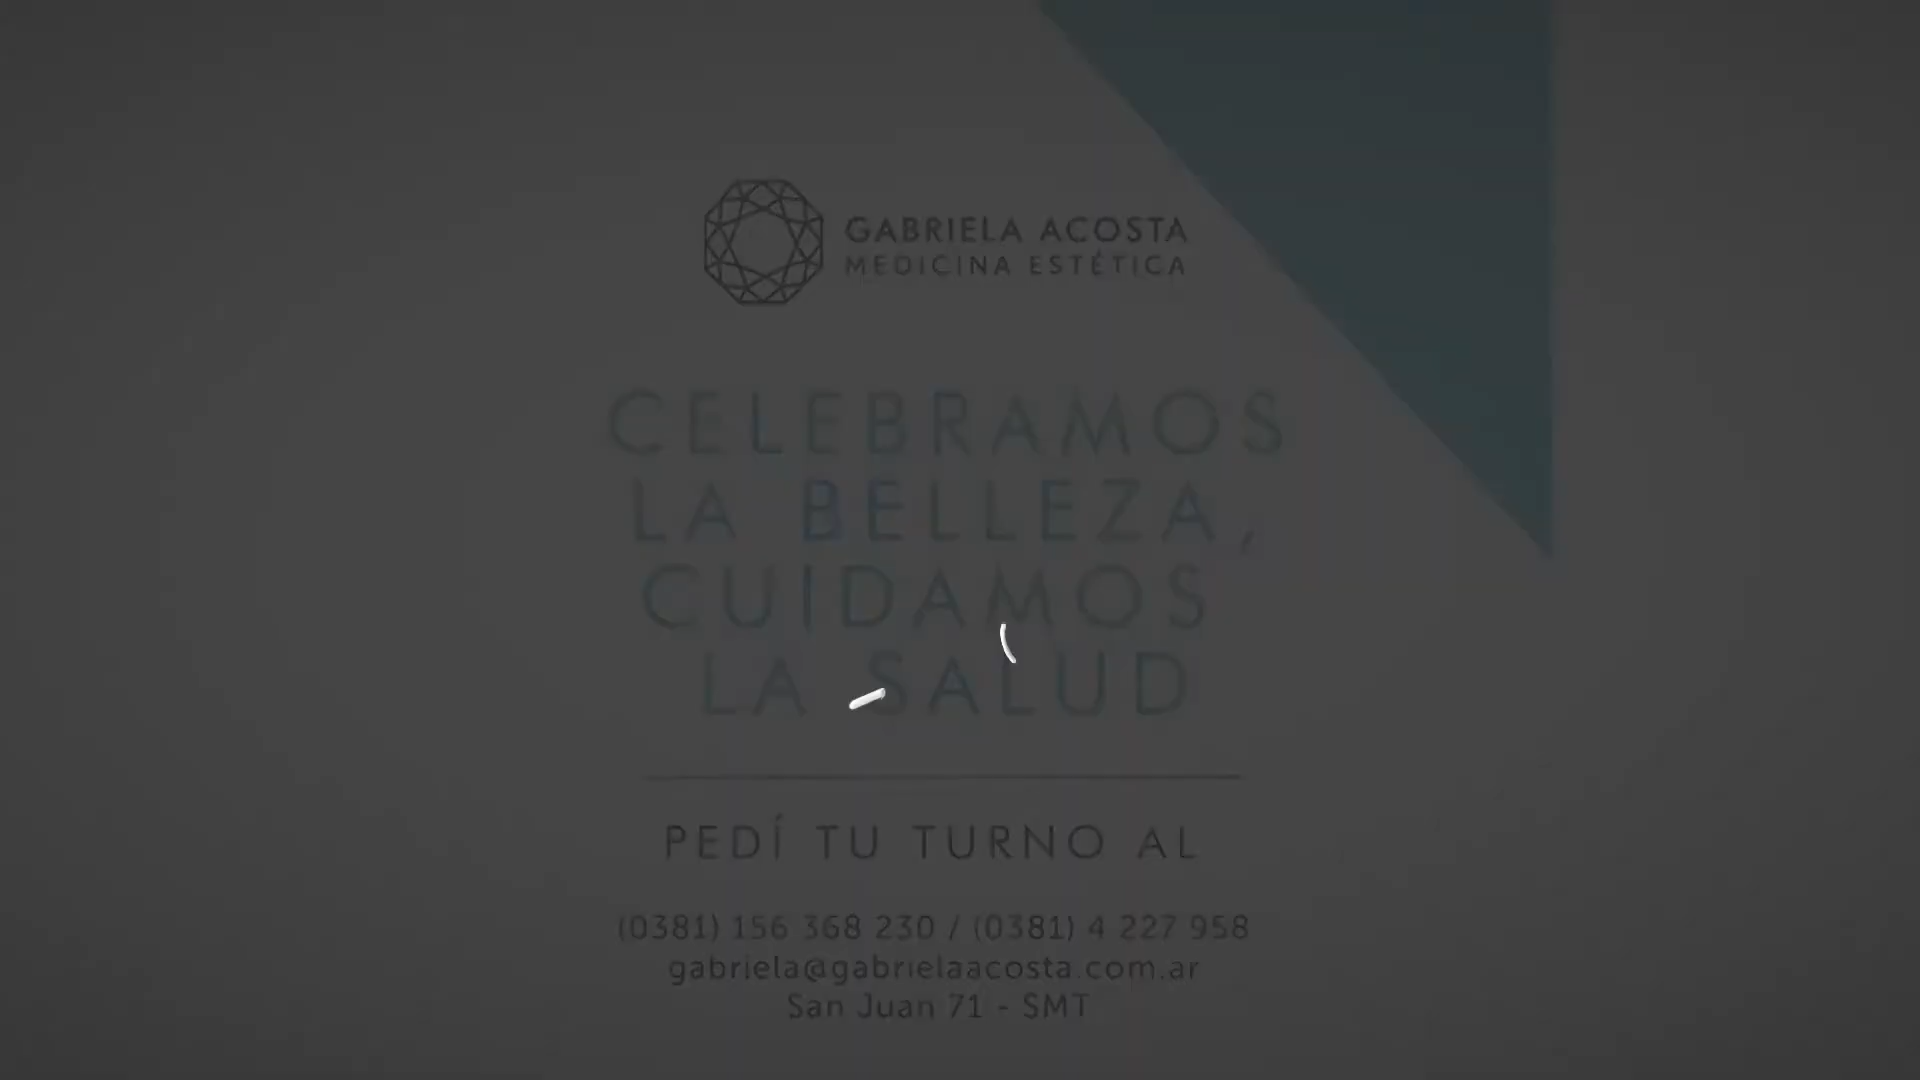 GABRIELA ACOSTA
MEDICINA ESTÉTICA
CELEBRAMOS
LA BELLEZA,
CUIDAMOS
LA SALUD
PEDÍ TU TURNO AL
(0381) 156 368 230 / (0381) 4 227 958
gabriela@gabrielaacosta.com.ar
San Juan 71 - SMT